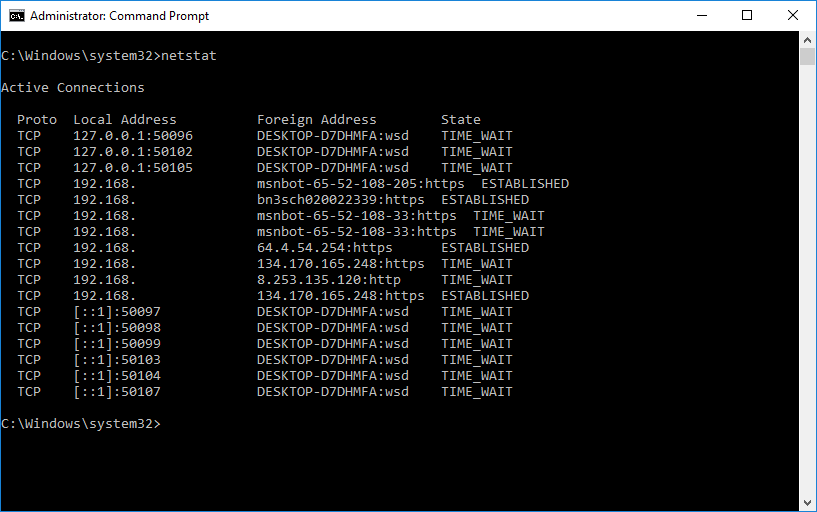 Administrator: Command Prompt
C:\Windows\system32>netstat
Active Connections
Proto  Local Address          Foreign Address        State
TCP    127.0.0.1:50096        DESKTOP-D7DHMFA:wsd    TIME_WAIT
TCP    127.0.0.1:50102        DESKTOP-D7DHMFA:wsd    TIME_WAIT
TCP    127.0.0.1:50105        DESKTOP-D7DHMFA:wsd    TIME_WAIT
TCP    192.168.               msnbot-65-52-108-205:https  ESTABLISHED
TCP    192.168.               bn3sch020022339:https  ESTABLISHED
TCP    192.168.               msnbot-65-52-108-33:https  TIME_WAIT
TCP    192.168.               msnbot-65-52-108-33:https  TIME_WAIT
TCP    192.168.               64.4.54.254:https      ESTABLISHED
TCP    192.168.               134.170.165.248:https  TIME_WAIT
TCP    192.168.               8.253.135.120:http     TIME_WAIT
TCP    192.168.               134.170.165.248:https  ESTABLISHED
TCP    [::1]:50097            DESKTOP-D7DHMFA:wsd    TIME_WAIT
TCP    [::1]:50098            DESKTOP-D7DHMFA:wsd    TIME_WAIT
TCP    [::1]:50099            DESKTOP-D7DHMFA:wsd    TIME_WAIT
TCP    [::1]:50103            DESKTOP-D7DHMFA:wsd    TIME_WAIT
TCP    [::1]:50104            DESKTOP-D7DHMFA:wsd    TIME_WAIT
TCP    [::1]:50107            DESKTOP-D7DHMFA:wsd    TIME_WAIT
C:\Windows\system32>